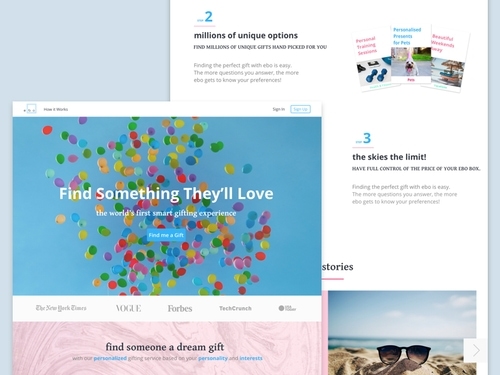 STEP 2
millions of unique options
FIND MILLIONS OF UNIQUE GIFTS HAND PICKED FOR YOU
Finding the perfect gift with ebo is easy.
The more questions you answer, the more
ebo gets to know your preferences!
Personal
Training
Sessions
Personalised
Presents
for Pets
Pets
Beautiful
Weekends
Away
How it Works
Sign In
Sign Up
Find Something They'll Love
the world's first smart gifting experience
Find me a Gift
The New York Times
VOGUE
Forbes
TechCrunch
find someone a dream gift
with our personalized gifting service based on your personality and interests
STEP 3
the skies the limit!
HAVE FULL CONTROL OF THE PRICE OF YOUR EBO BOX.
Finding the perfect gift with ebo is easy.
The more questions you answer, the more
ebo gets to know your preferences!
stories